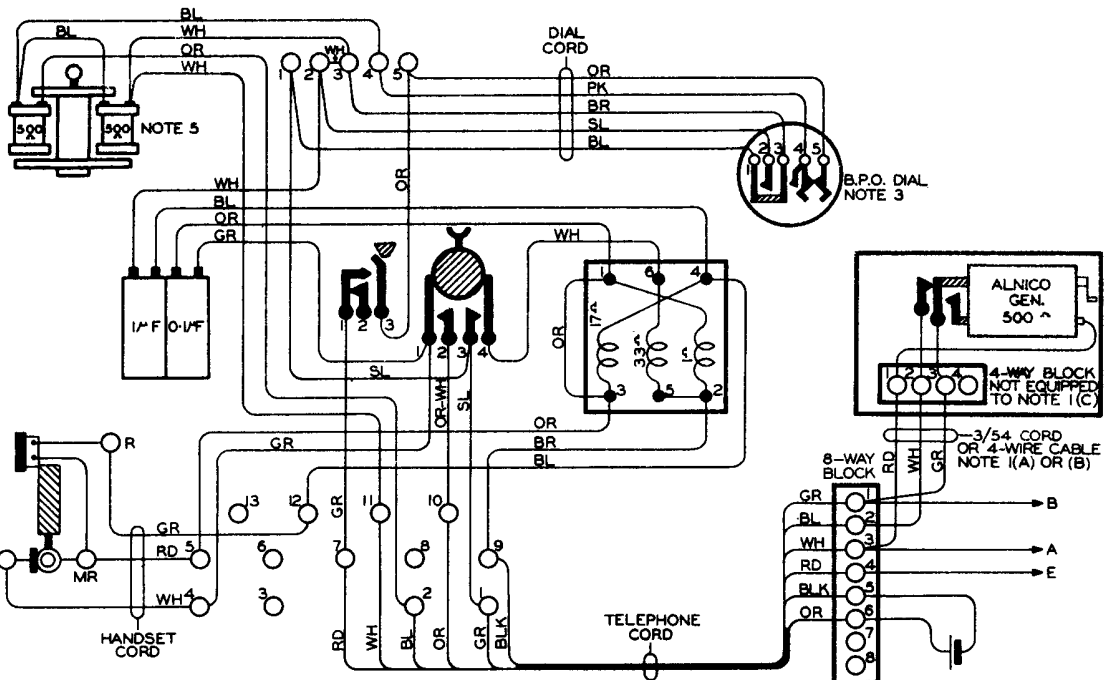 BL
BL
WH
OR
WH
WH
1 2 3 4 5
DIAL
CORD
OR
PK
BR
SL
BL
500
500
NOTE 5
1 2 3 4 5
B.P.O. DIAL
NOTE 3
WH
BL
OR
GR
OR
WH
1μF 0.1μF
1 2 3
1 2 3 4
SL
OR-WH
SL
1 6 4
OR
17ω
33ω
1ω
3 5 2
ALNICO
GEN.
500
1 2 3 4
4-WAY BLOCK
NOT EQUIPPED
TO NOTE 1(C)
3/54 CORD
OR 4-WIRE CABLE
NOTE 1(A) OR (B)
RD
WH
GR
8-WAY
BLOCK
OR
BR
BL
GR
R
13
12
11
10
GR
GR
RD
MR
5
6
7
8
9
WH
4
3
2
1
HANDSET
CORD
RD
WH
BL
OR
GR
BLK
TELEPHONE
CORD
GR 1 B
BL 2
WH 3 A
RD 4 E
BLK 5
OR 6
7
8